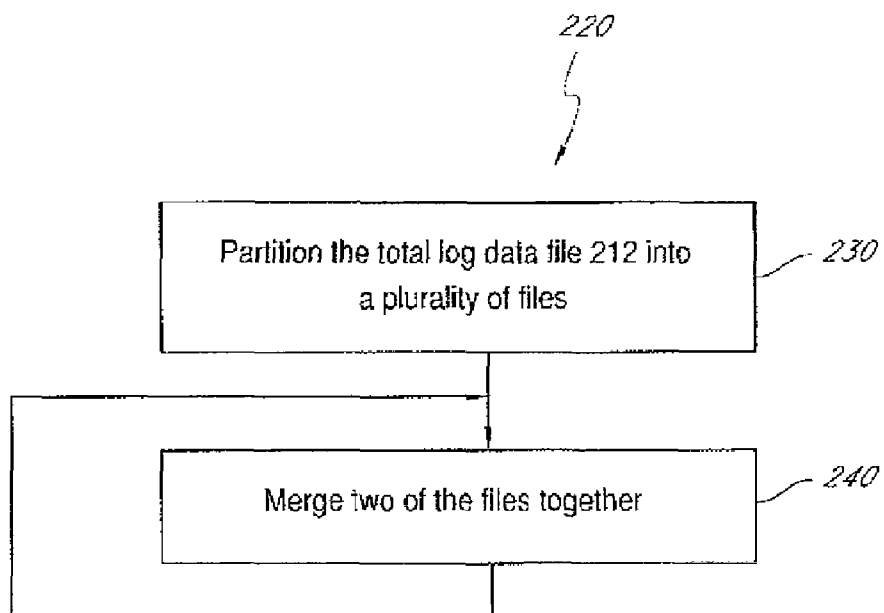 220
Partition the total log data file 212 into
a plurality of files
230
Merge two of the files together
240